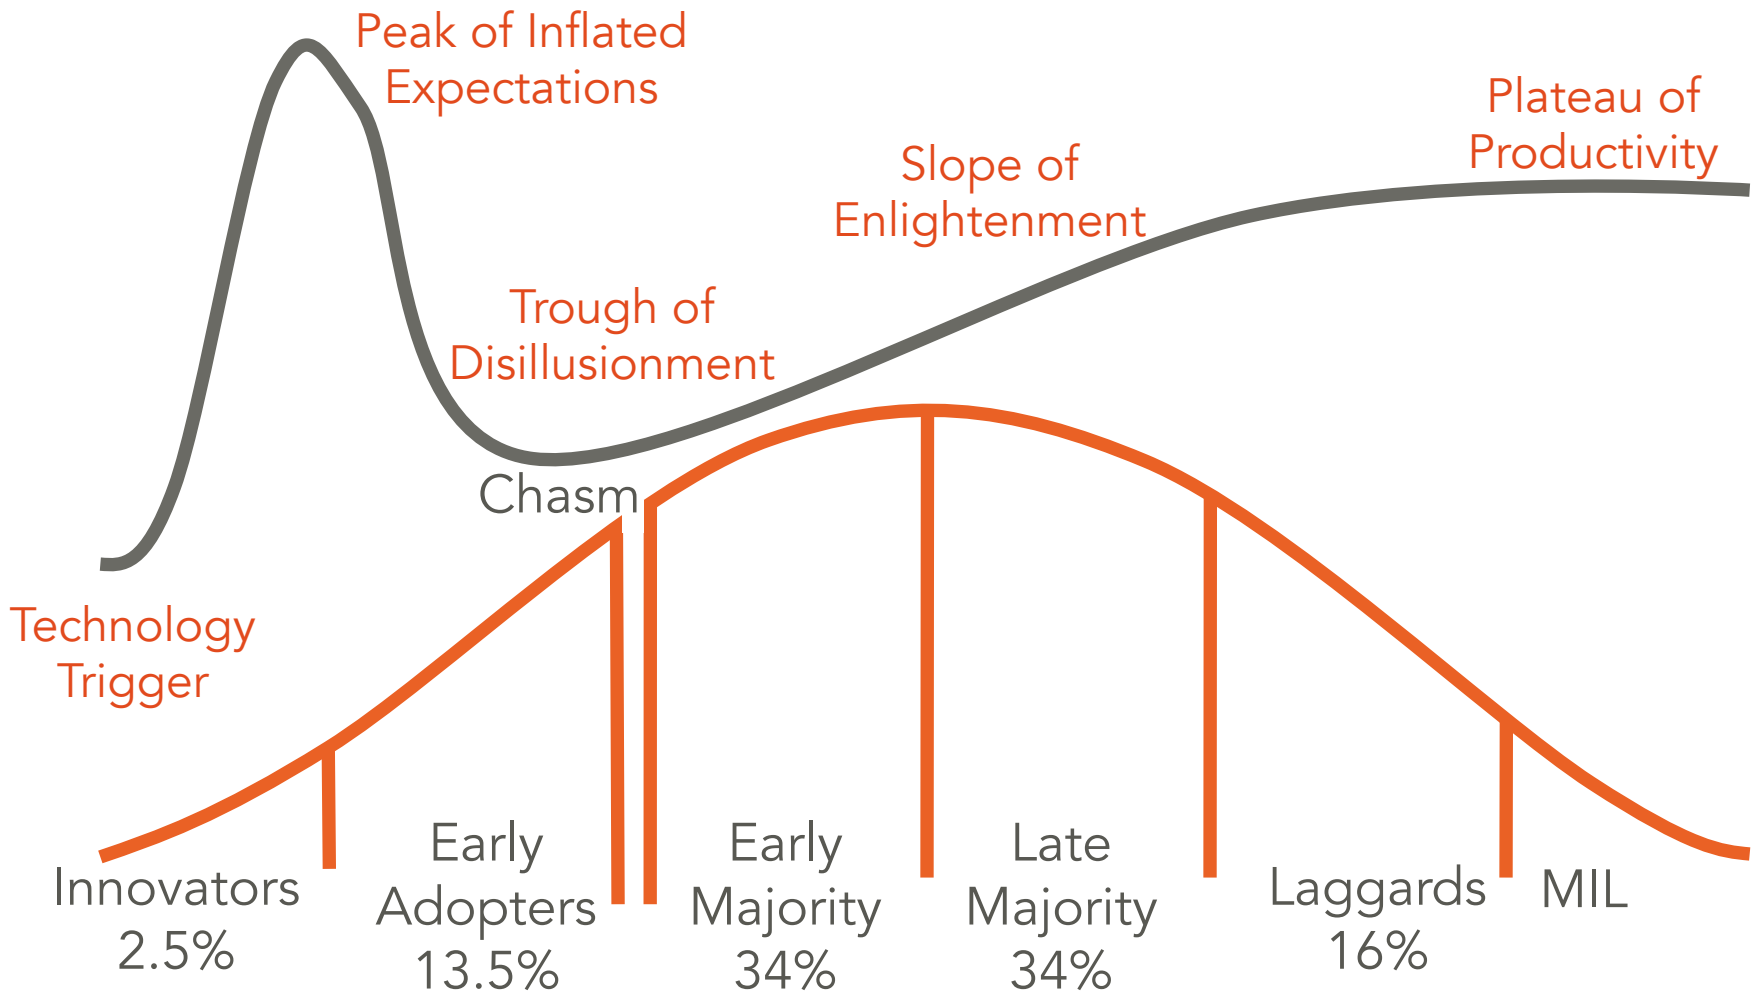 Peak of Inflated
Expectations
Plateau of
Productivity
Slope of
Enlightenment
Trough of
Disillusionment
Chasm
Technology
Trigger
Innovators
2.5%
Early
Adopters
13.5%
Early
Majority
34%
Late
Majority
34%
Laggards
16%
MIL